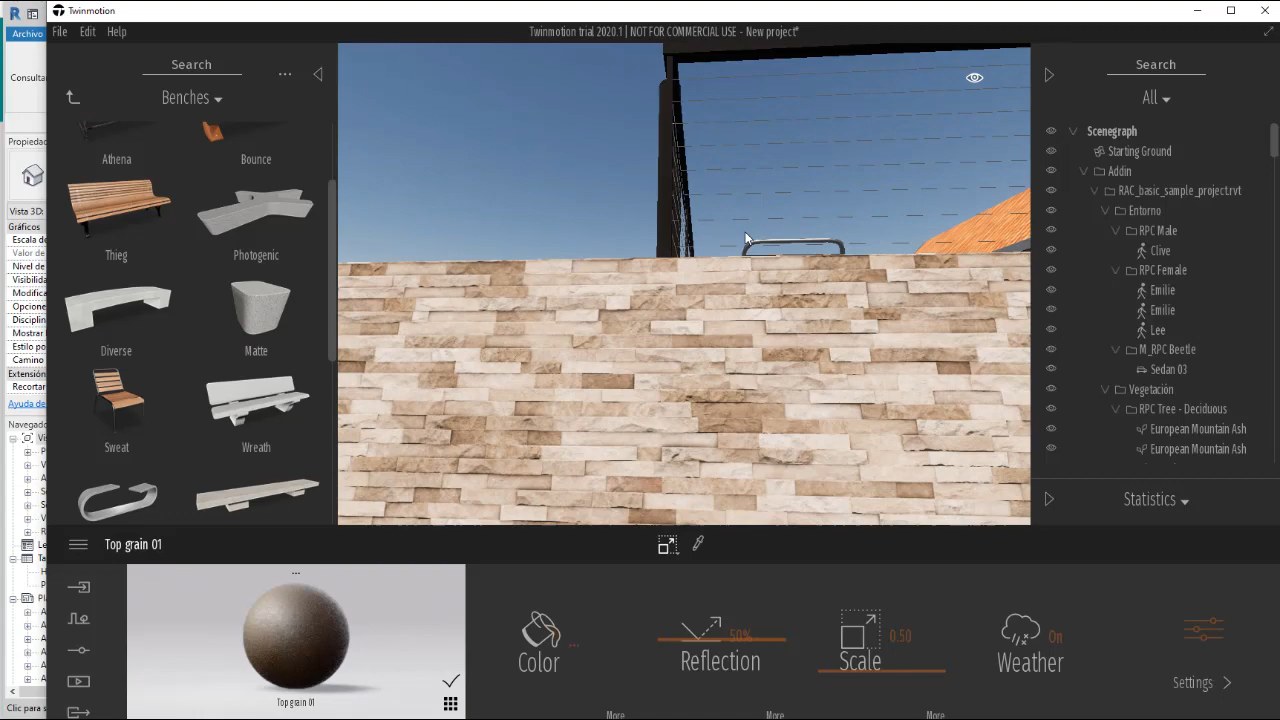 Twinmotion
Archivo
File Edit Help
Twinmotion trial 2020.1 | NOT FOR COMMERCIAL USE - New project*
Consultar
Search
...
Benches
Athena
Bounce
Thieg
Photogenic
Diverse
Matte
Sweat
Wreath
Search
All
Scenegraph
Starting Ground
Addin
RAC_basic_sample_project.rvt
Entorno
RPC Male
Clive
RPC Female
Emilie
Emilie
Lee
M_RPC Beetle
Sedan 03
Vegetación
RPC Tree - Deciduous
European Mountain Ash
European Mountain Ash
Statistics
Propiedad
Vista 3D:
Gráficos
Escala de
Valor de
Nivel de
Visibilidad
Modifica
Opcione
Disciplin
Mostrar
Estilo po
Camino
Extensión
Recortar
Ayuda de
Navegado
Clic para s
Top grain 01
...
Top grain 01
Color
...
Reflection
50%
Scale
0.50
Weather
On
Settings
More
More
More